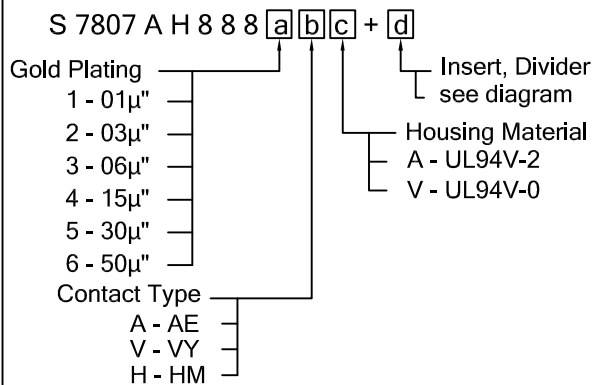 S 7807 A H 8 8 8 a b c + d
Gold Plating
1 - 01µ"
2 - 03µ"
3 - 06µ"
4 - 15µ"
5 - 30µ"
6 - 50µ"
Contact Type
A - AE
V - VY
H - HM
Insert, Divider
see diagram
Housing Material
A - UL94V-2
V - UL94V-0